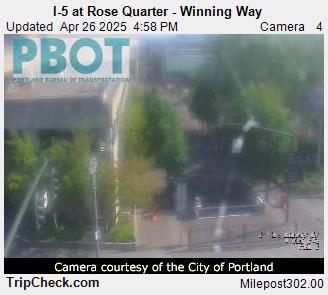 I-5 at Rose Quarter - Winning Way
Updated Apr 26 2025 4:58 PM Camera 4
PBOT
PORTLAND BUREAU OF TRANSPORTATION
Camera courtesy of the City of Portland
TripCheck.com Milepost302.00